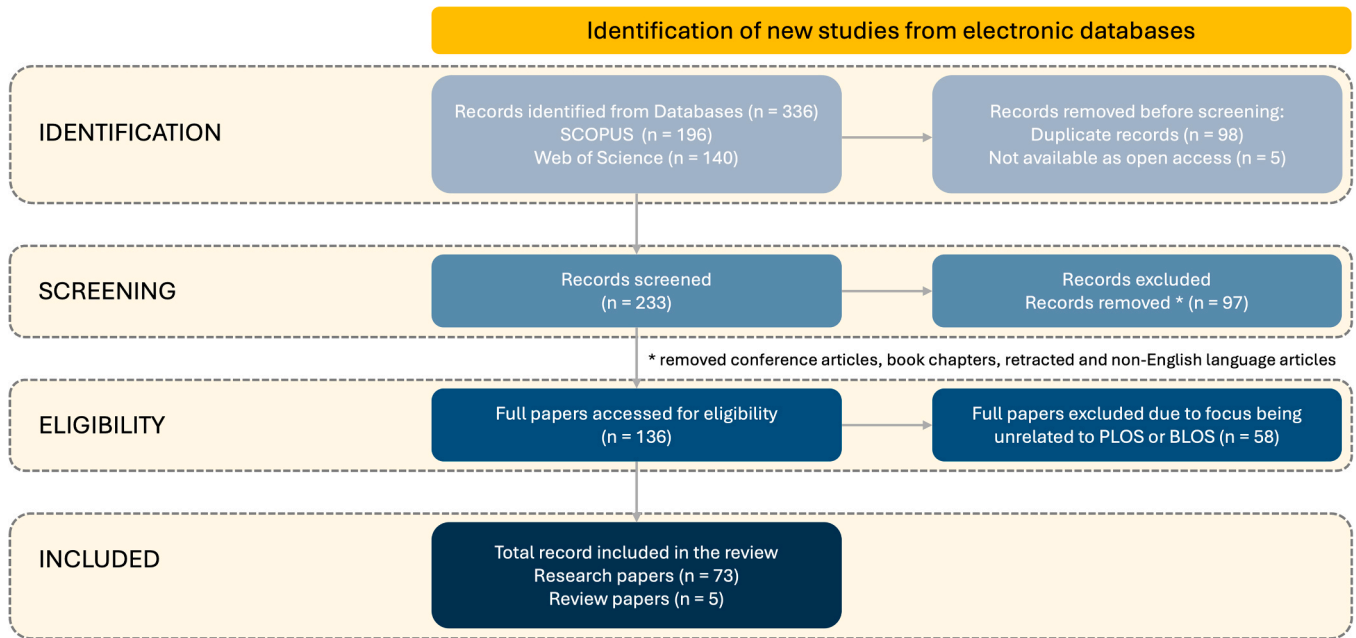 Identification of new studies from electronic databases
IDENTIFICATION
Records identified from Databases (n = 336)
SCOPUS (n = 196)
Web of Science (n = 140)
Records removed before screening:
Duplicate records (n = 98)
Not available as open access (n = 5)
SCREENING
Records screened
(n = 233)
Records excluded
Records removed * (n = 97)
* removed conference articles, book chapters, retracted and non-English language articles
ELIGIBILITY
Full papers accessed for eligibility
(n = 136)
Full papers excluded due to focus being
unrelated to PLOS or BLOS (n = 58)
INCLUDED
Total record included in the review
Research papers (n = 73)
Review papers (n = 5)